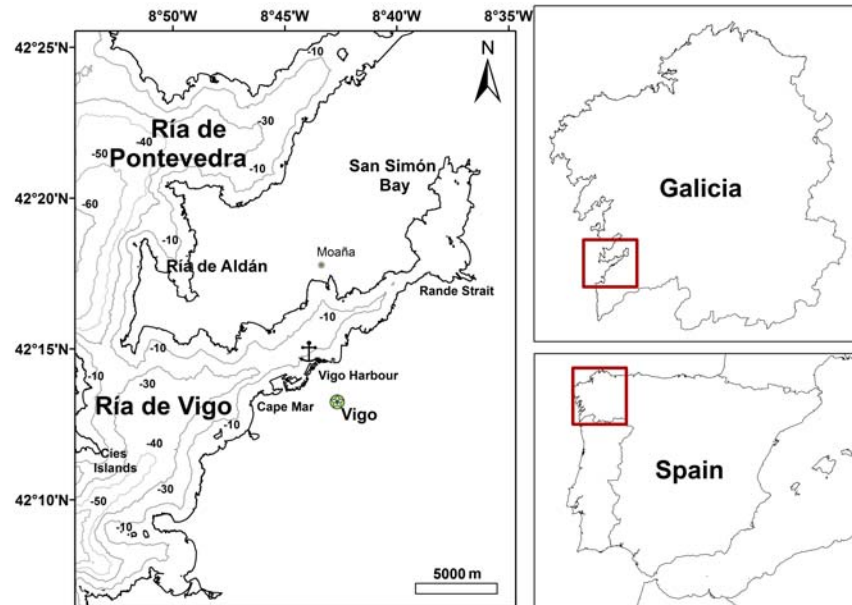 8°50'W
8°45'W
8°40'W
8°35'W
42°25'N
42°20'N
42°15'N
42°10'N
N
-10
-30
-40
-50
-60
-10
Ría de
Pontevedra
San Simón
Bay
-10
Ría de Aldán
Moaña
Rande Strait
-10
-10
-10
-30
Vigo Harbour
Ría de Vigo
Cape Mar
-10
Vigo
-40
Cíes
Islands
-30
-50
-10
5000 m
Galicia
Spain